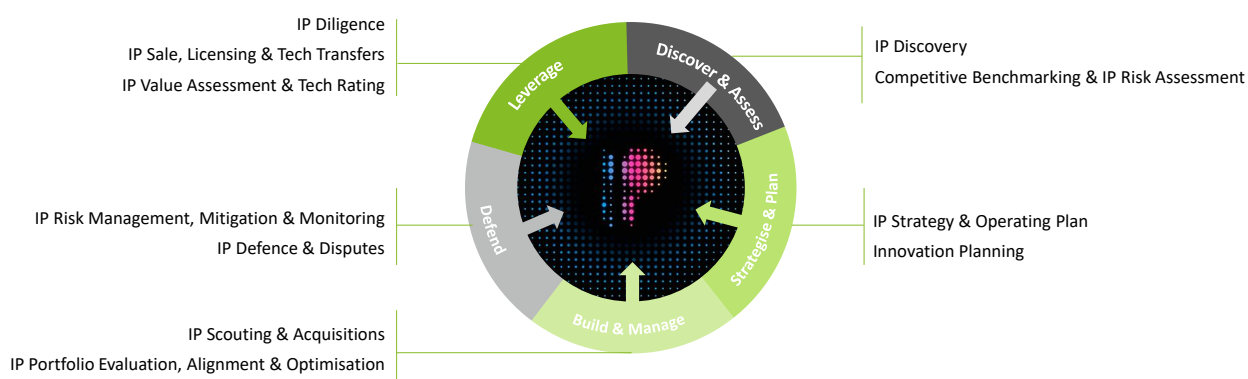 IP Diligence
IP Sale, Licensing & Tech Transfers
IP Value Assessment & Tech Rating
Leverage
Discover & Assess
IP Discovery
Competitive Benchmarking & IP Risk Assessment
IP
IP Risk Management, Mitigation & Monitoring
IP Defence & Disputes
Defend
Strategise & Plan
IP Strategy & Operating Plan
Innovation Planning
Build & Manage
IP Scouting & Acquisitions
IP Portfolio Evaluation, Alignment & Optimisation